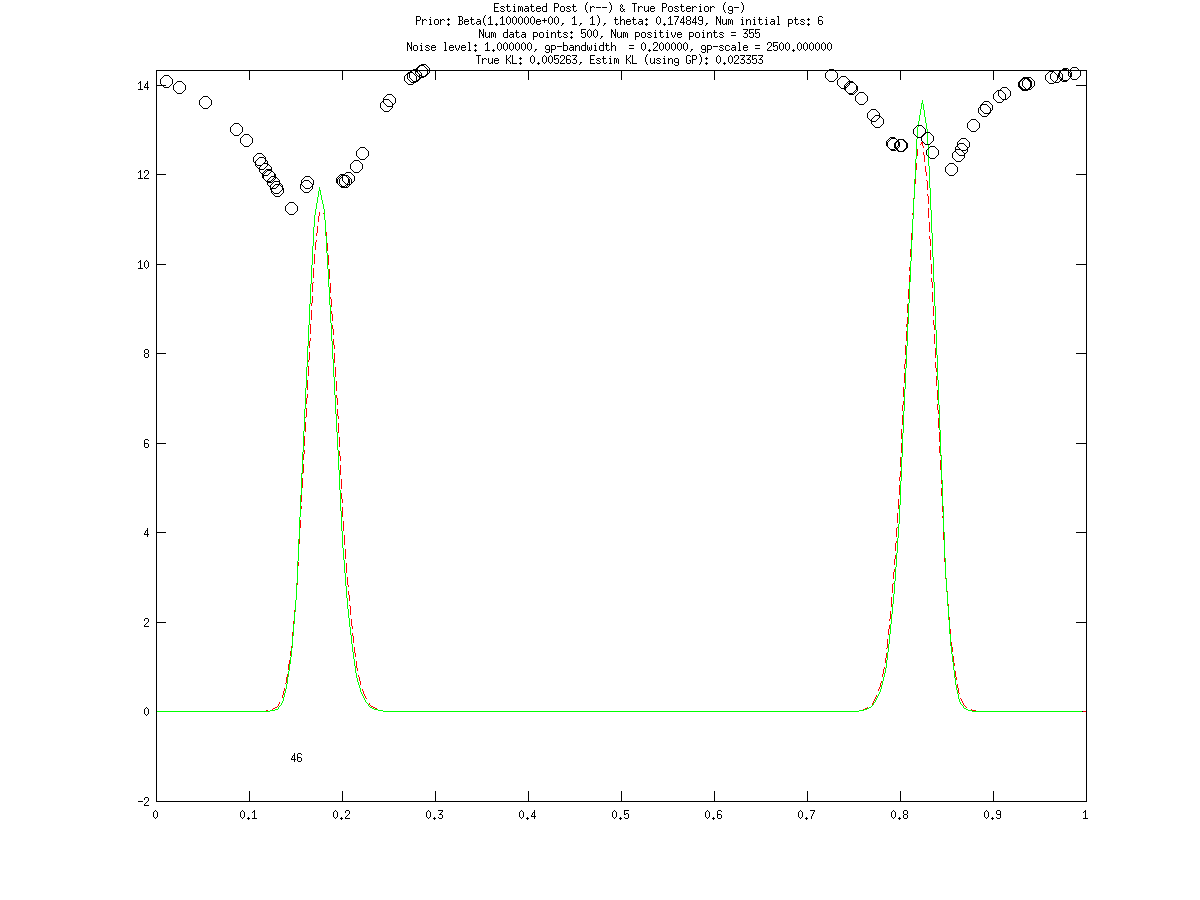 Estimated Post (r--) & True Posterior (g-)
Prior: Beta(1.100000e+00, 1, 1), theta: 0.174849, Num initial pts: 6
Num data points: 500, Num positive points = 355
Noise level: 1.000000, gp-bandwidth = 0.200000, gp-scale = 2500.000000
True KL: 0.005263, Estim KL (using GP): 0.023353
14
12
10
8
6
4
2
0
46
-2
0 0.1 0.2 0.3 0.4 0.5 0.6 0.7 0.8 0.9 1